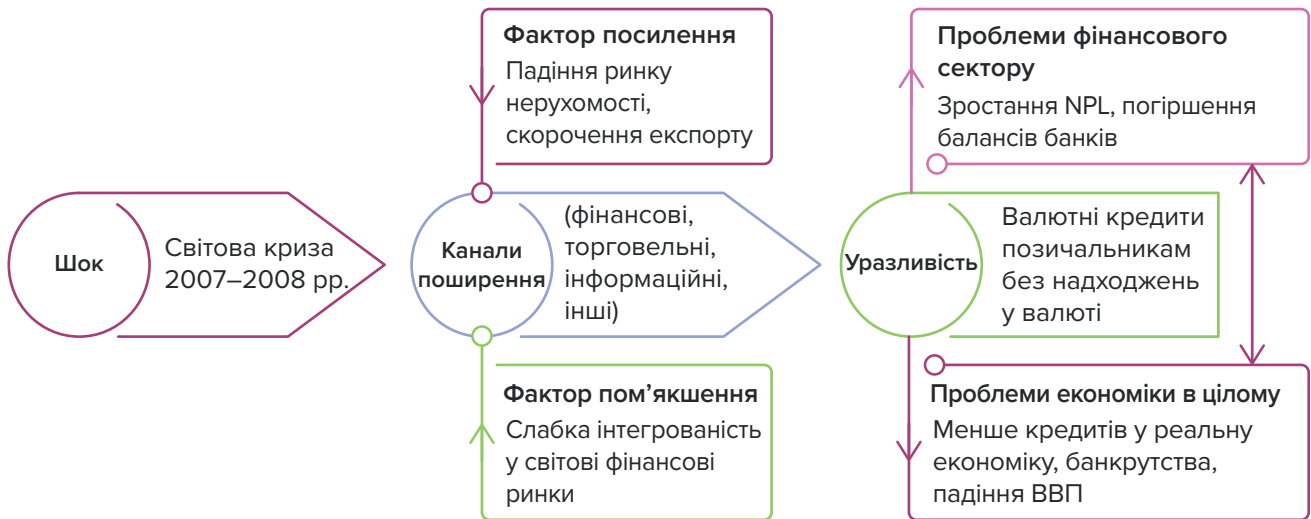 Шок
Світова криза
2007–2008 рр.
Фактор посилення
Падіння ринку
нерухомості,
скорочення експорту
Канали
поширення
(фінансові,
торговельні,
інформаційні,
інші)
Фактор пом’якшення
Слабка інтегрованість
у світові фінансові
ринки
Проблеми фінансового
сектору
Зростання NPL, погіршення
балансів банків
Уразливість
Валютні кредити
позичальникам
без надходжень
у валюті
Проблеми економіки в цілому
Менше кредитів у реальну
економіку, банкрутства,
падіння ВВП